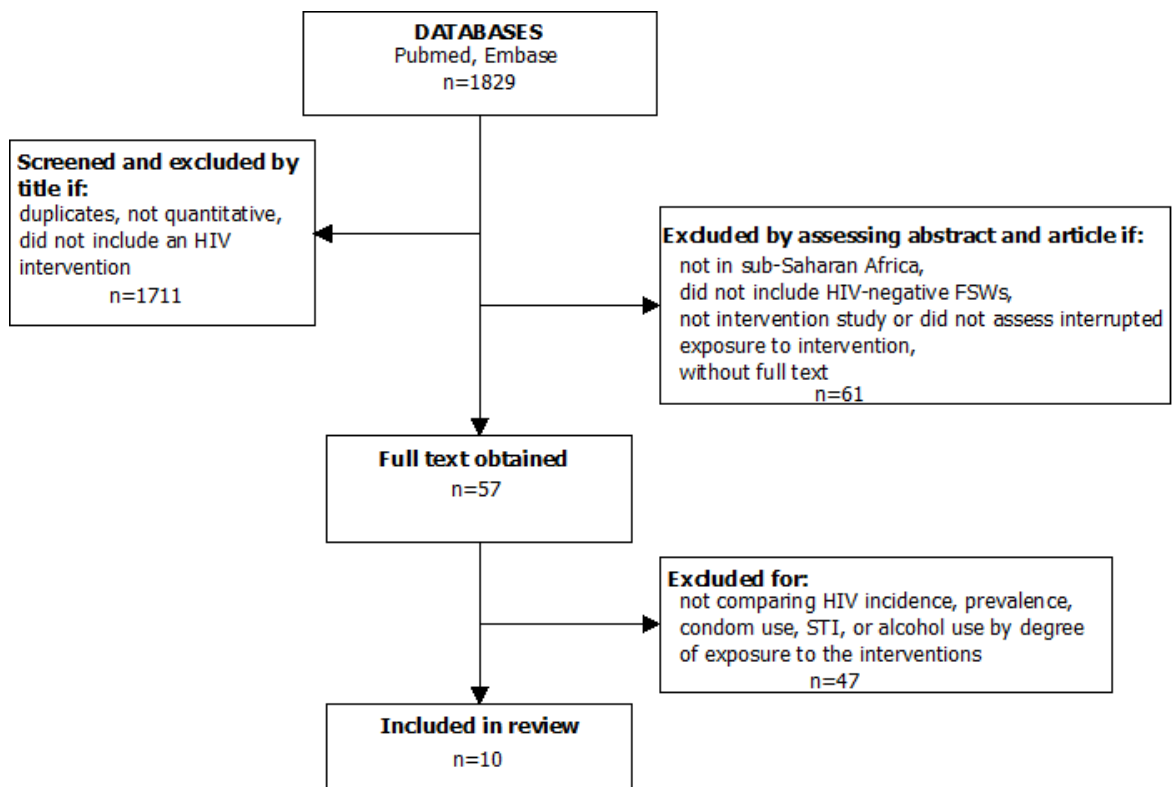 DATABASES
Pubmed, Embase
n=1829
Screened and excluded by
title if:
duplicates, not quantitative,
did not include an HIV
intervention
n=1711
Excluded by assessing abstract and article if:
not in sub-Saharan Africa,
did not include HIV-negative FSWs,
not intervention study or did not assess interrupted
exposure to intervention,
without full text
n=61
Full text obtained
n=57
Excluded for:
not comparing HIV incidence, prevalence,
condom use, STI, or alcohol use by degree
of exposure to the interventions
n=47
Included in review
n=10